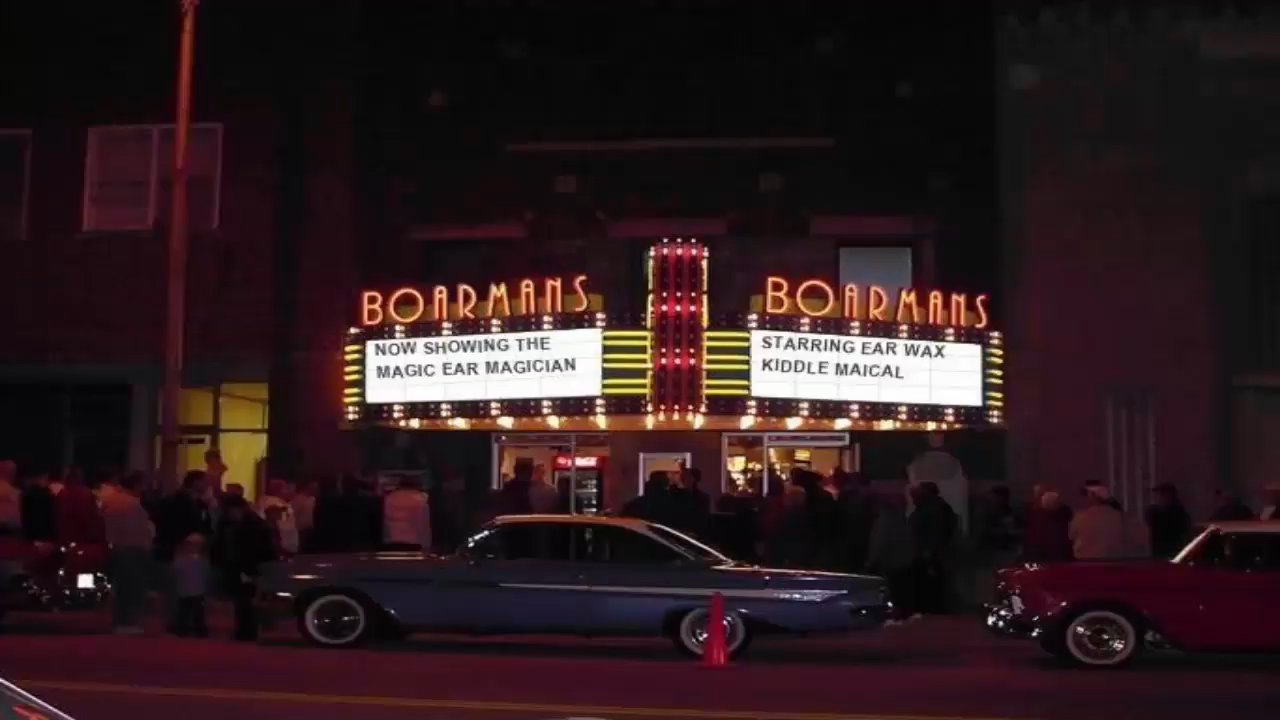 BOARMANS
NOW SHOWING THE
MAGIC EAR MAGICIAN
BOARMANS
STARRING EAR WAX
KIDDLE MAICAL